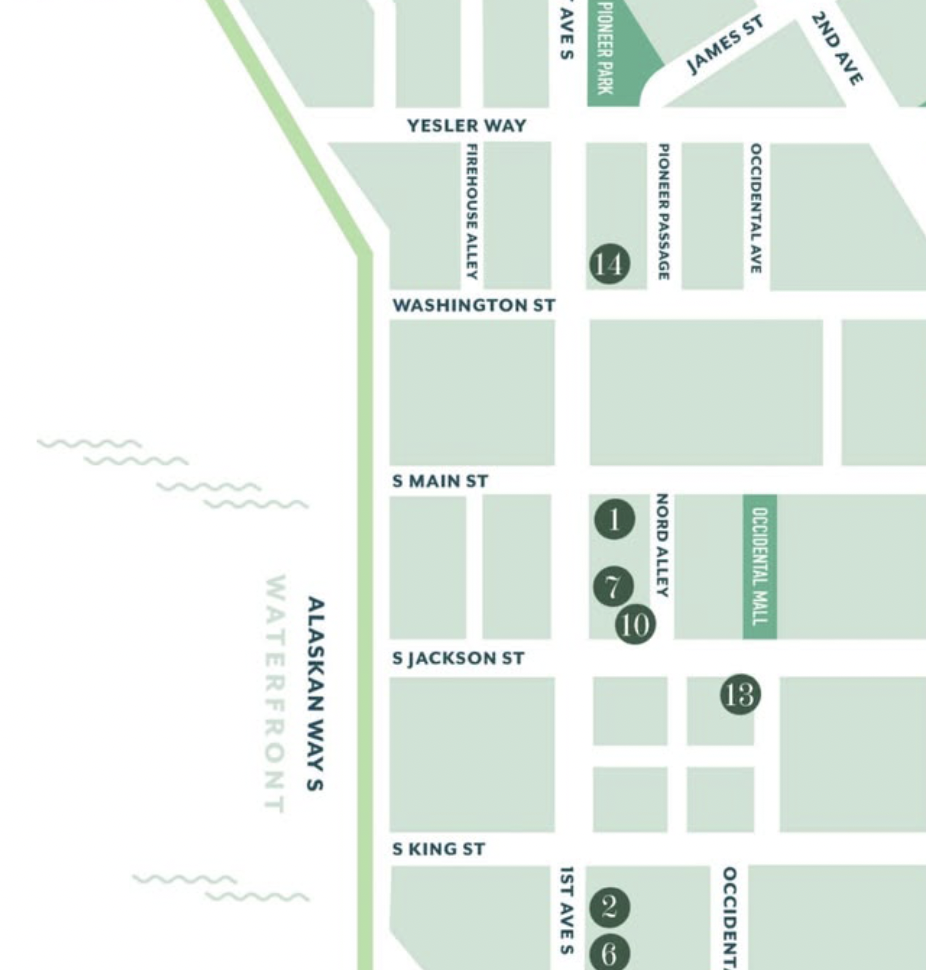 AVE S
PIONEER PARK
JAMES ST
2ND AVE
YESLER WAY
FIREHOUSE ALLEY
PIONEER PASSAGE
OCCIDENTAL AVE
14
WASHINGTON ST
S MAIN ST
1
NORD ALLEY
OCCIDENTAL MALL
7
10
S JACKSON ST
WATERFRONT
ALASKAN WAY S
13
S KING ST
1ST AVE S
2
OCCIDENTA
6